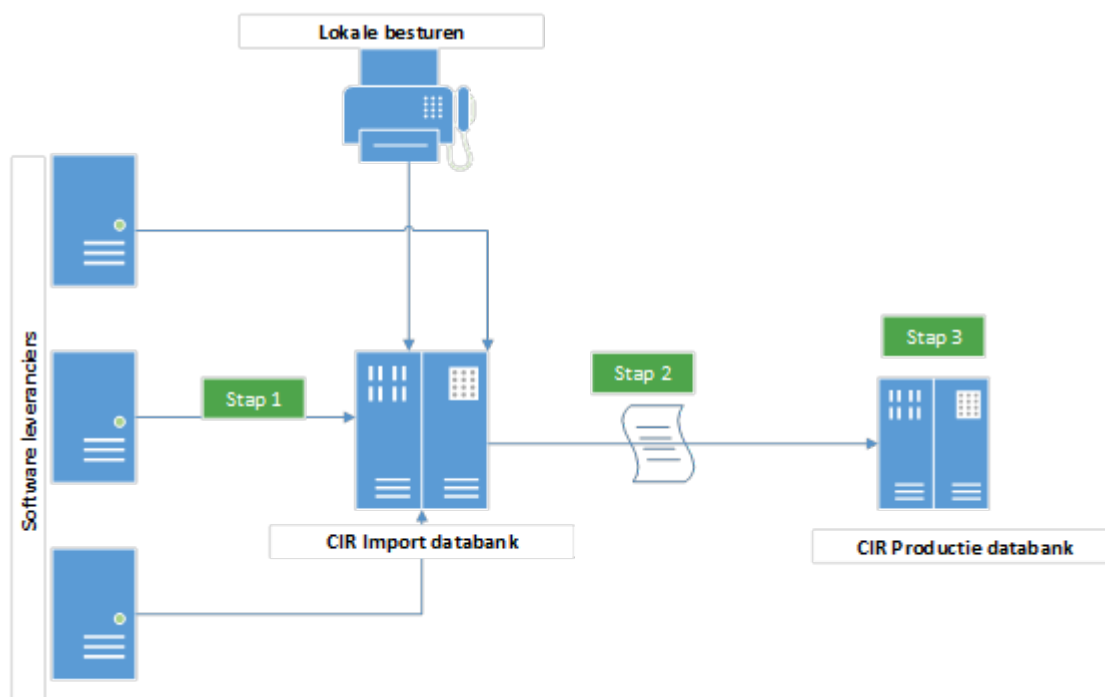 Lokale besturen
Software leveranciers
Stap 1
Stap 2
Stap 3
CIR Import databank
CIR Productie databank